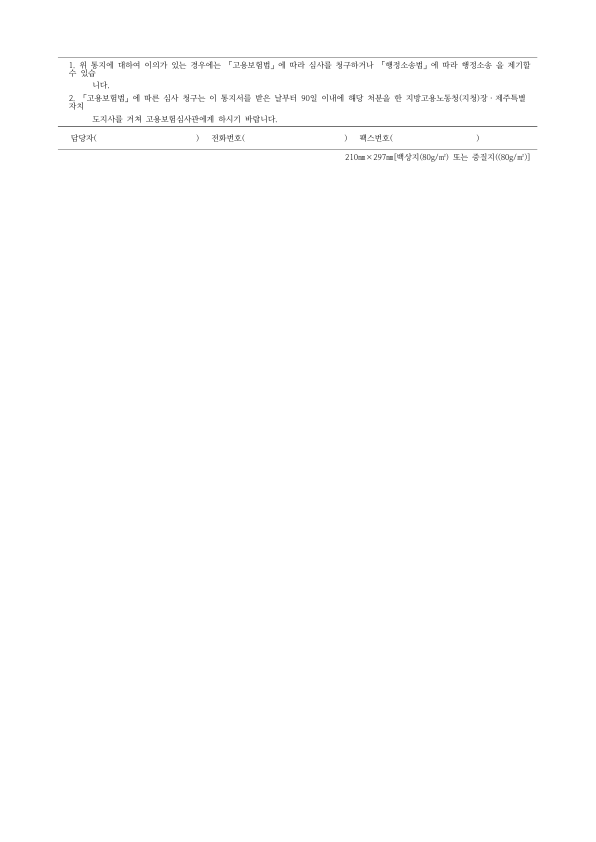 1. 위 통지에 대하여 이의가 있는 경우에는 「고용보험법」에 따라 심사를 청구하거나 「행정소송법」에 따라 행정소송 을 제기할
수 있습
니다.
2. 「고용보험법」에 따른 심사 청구는 이 통지서를 받은 날부터 90일 이내에 해당 처분을 한 지방고용노동청(지청)장ㆍ제주특별
자치
도지사를 거쳐 고용보험심사관에게 하시기 바랍니다.
담당자( ) 전화번호( ) 팩스번호( )
210㎜×297㎜[백상지(80g/㎡) 또는 중질지((80g/㎡)]